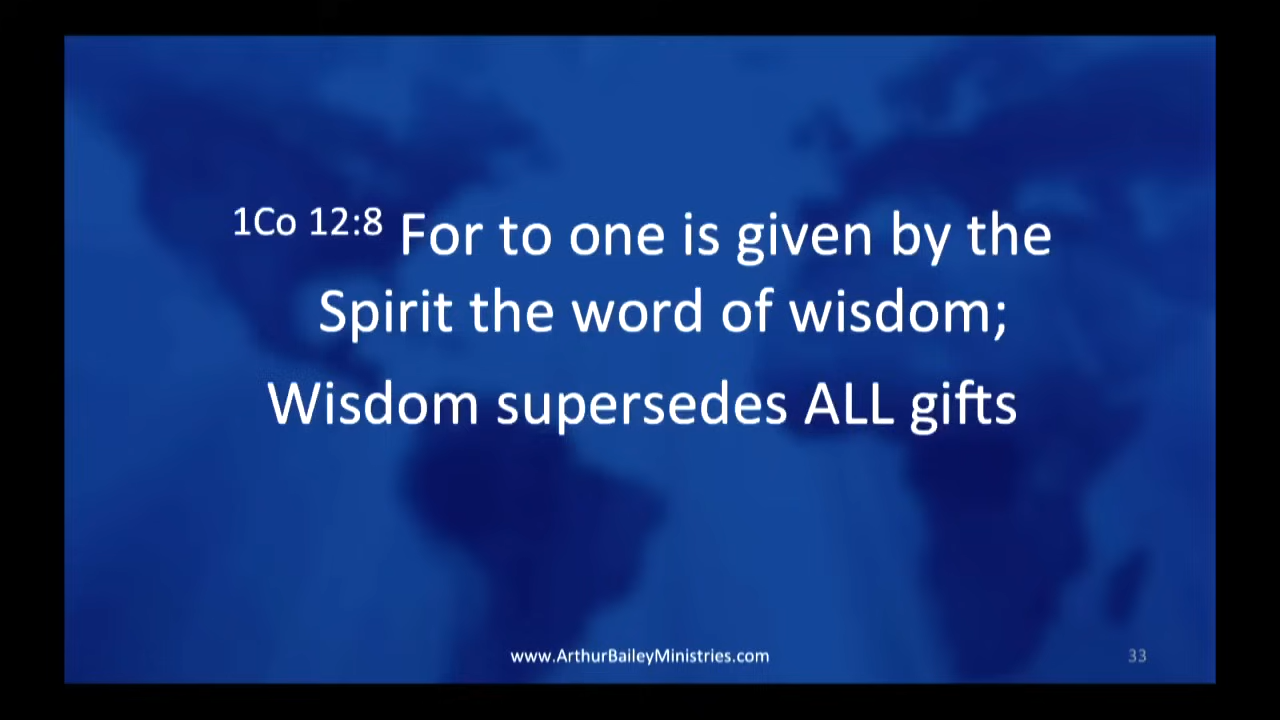 1Co 12:8 For to one is given by the
Spirit the word of wisdom;
Wisdom supersedes ALL gifts
www.ArthurBaileyMinistries.com
33